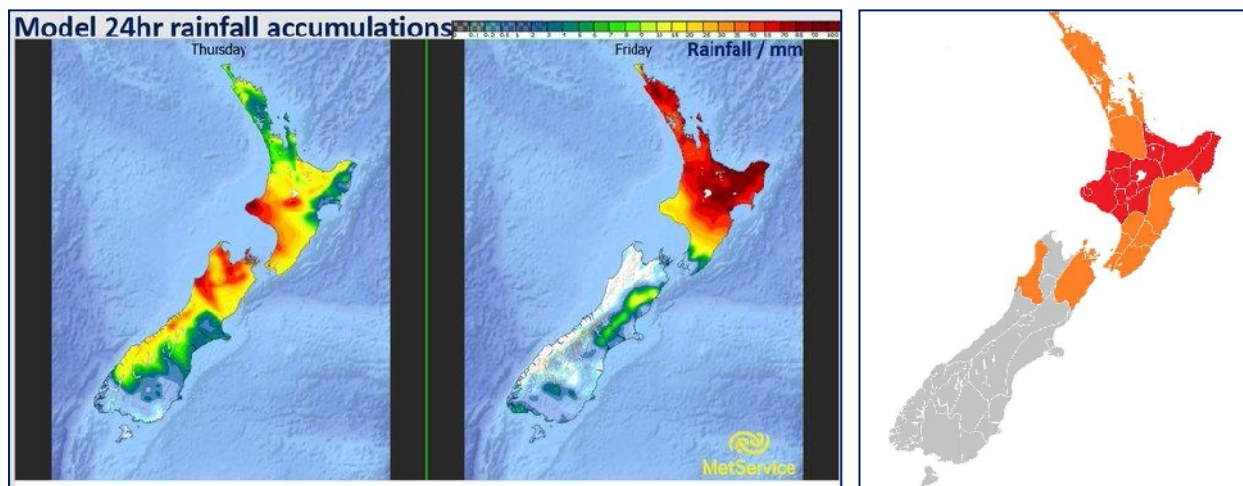 Model 24hr rainfall accumulations
Thursday
Friday
Rainfall / mm
MetService